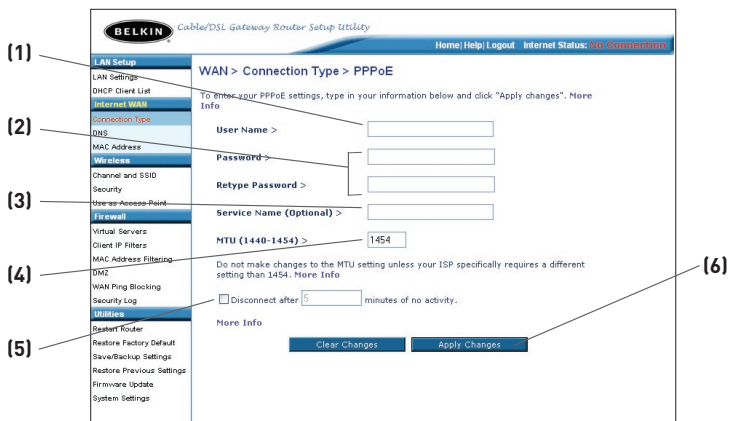 BELKIN
Cable/DSL Gateway Router Setup Utility
Home| Help| Logout Internet Status: No Connection
LAN Setup
LAN Settings
DHCP Client List
Internet WAN
Connection Type
DNS
MAC Address
Wireless
Channel and SSID
Security
Use as Access Point
Firewall
Virtual Servers
Client IP Filters
MAC Address Filtering
DMZ
WAN Ping Blocking
Security Log
Utilities
Restart Router
Restore Factory Default
Save/Backup Settings
Restore Previous Settings
Firmware Update
System Settings
WAN > Connection Type > PPPoE
To enter your PPPoE settings, type in your information below and click "Apply changes". More
Info
(1)
User Name >
(2)
Password >
Retype Password >
(3)
Service Name (Optional) >
(4)
MTU (1440-1454) > 1454
Do not make changes to the MTU setting unless your ISP specifically requires a different
setting than 1454. More Info
(5)
Disconnect after 5 minutes of no activity.
More Info
Clear Changes
Apply Changes
(6)